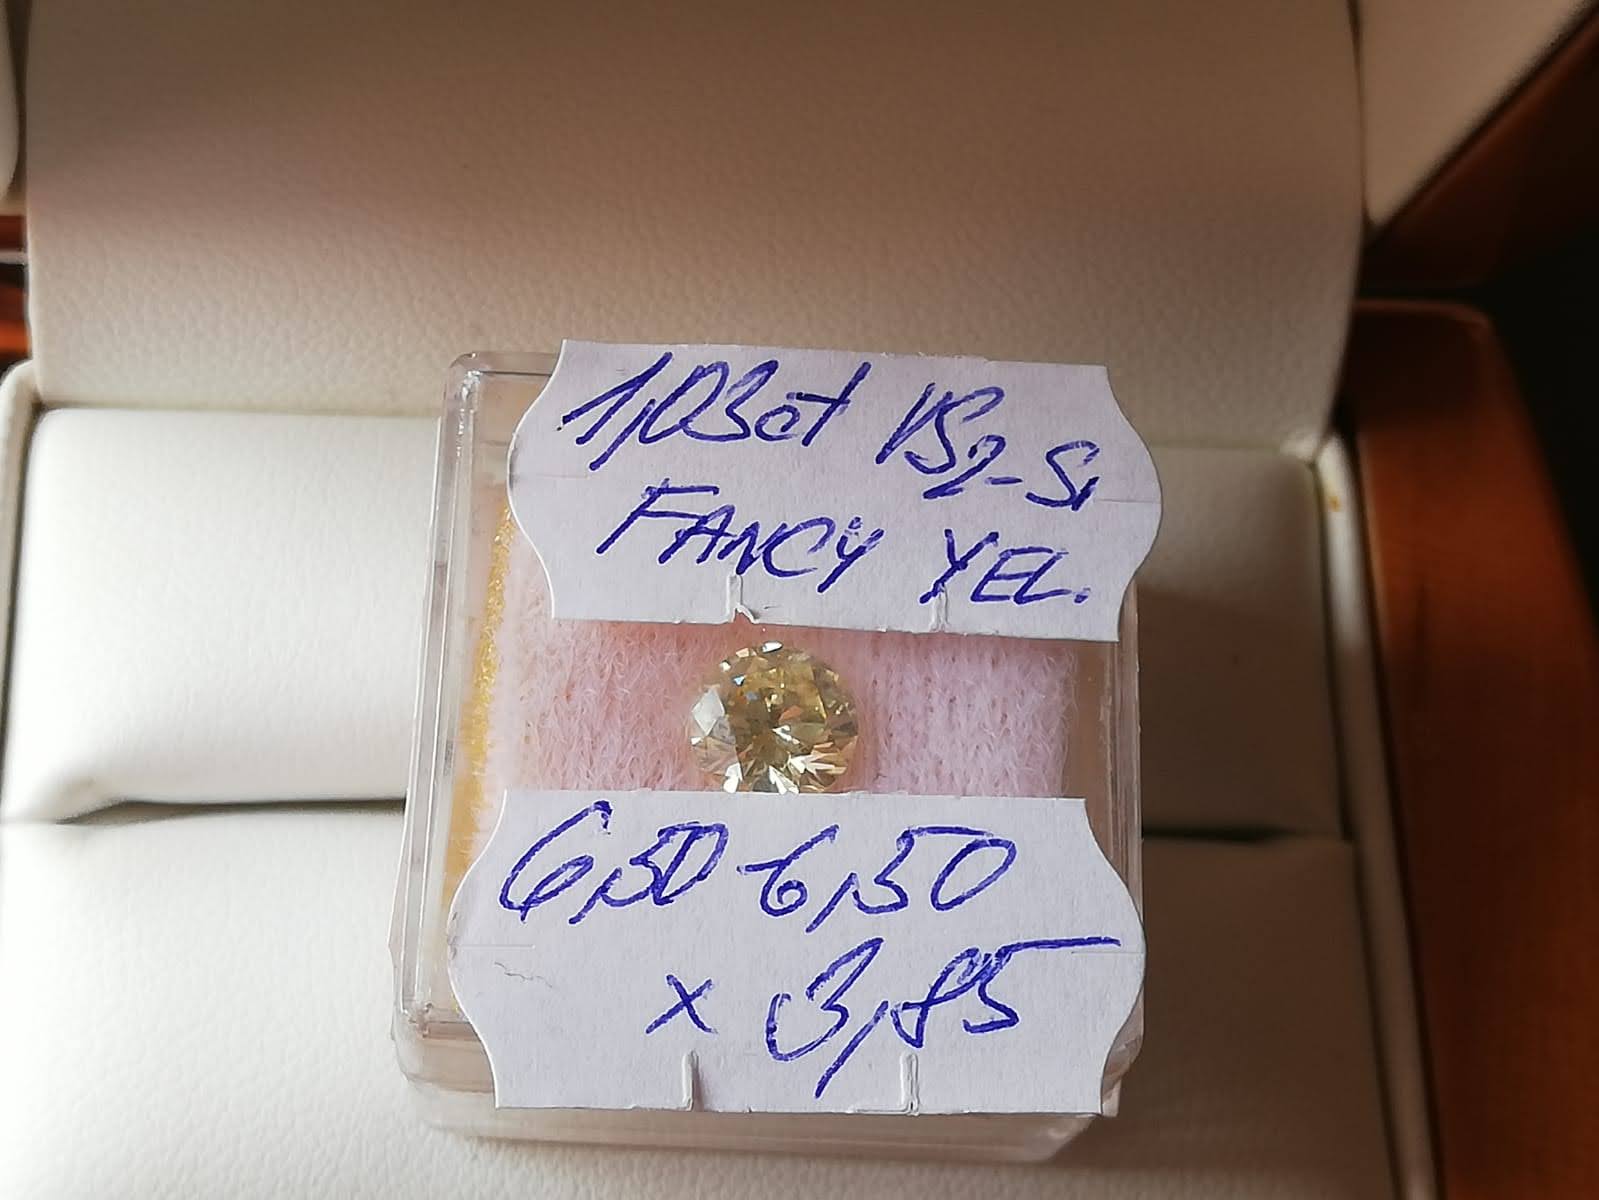 1,03ct VS2-Si
FANCY YEL.
6,50-6,50
x 3,85